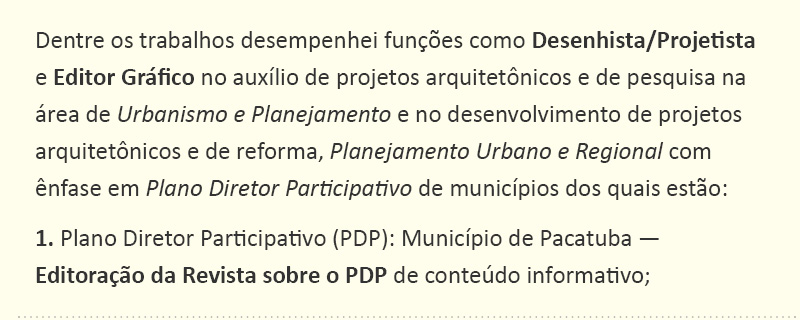 Dentre os trabalhos desempenhei funções como Desenhista/Projetista
e Editor Gráfico no auxílio de projetos arquitetônicos e de pesquisa na
área de Urbanismo e Planejamento e no desenvolvimento de projetos
arquitetônicos e de reforma, Planejamento Urbano e Regional com
ênfase em Plano Diretor Participativo de municípios dos quais estão:
1. Plano Diretor Participativo (PDP): Município de Pacatuba —
Editoração da Revista sobre o PDP de conteúdo informativo;